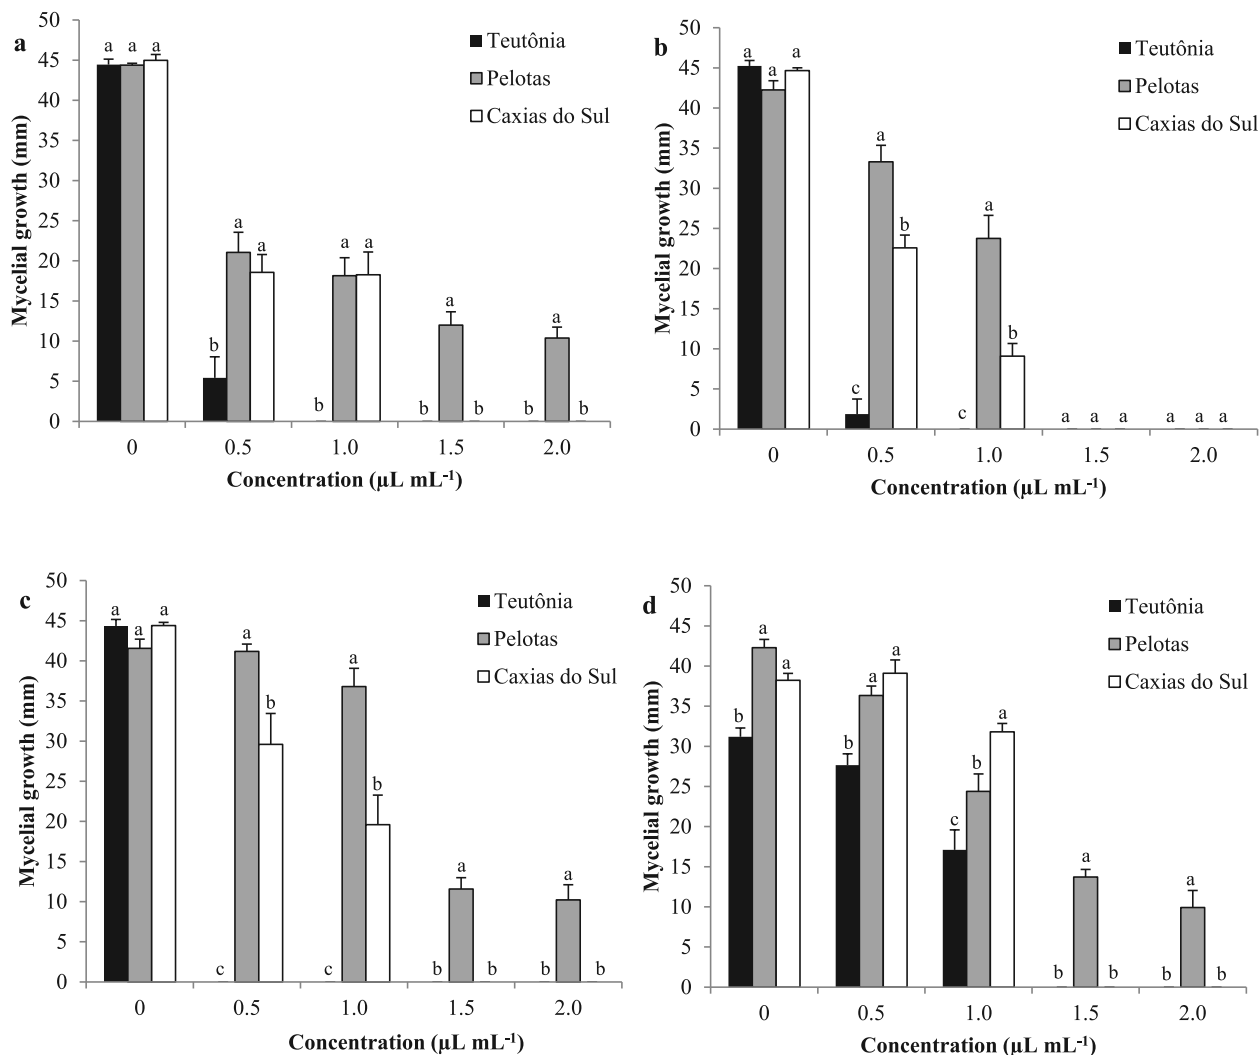 a
Mycelial growth (mm)
50
45
40
35
30
25
20
15
10
5
0
a a a
b a a
b a a
b a b
b a b
Teutônia
Pelotas
Caxias do Sul
0 0.5 1.0 1.5 2.0
Concentration (µL mL⁻¹)
b
Mycelial growth (mm)
50
45
40
35
30
25
20
15
10
5
0
a a a
c a b
c a b
a a a
a a a
Teutônia
Pelotas
Caxias do Sul
0 0.5 1.0 1.5 2.0
Concentration (µL mL⁻¹)
c
Mycelial growth (mm)
50
45
40
35
30
25
20
15
10
5
0
a a a
c a b
c a b
b a b
b a b
Teutônia
Pelotas
Caxias do Sul
0 0.5 1.0 1.5 2.0
Concentration (µL mL⁻¹)
d
Mycelial growth (mm)
50
45
40
35
30
25
20
15
10
5
0
b a a
b a a
c b a
b a b
b a b
Teutônia
Pelotas
Caxias do Sul
0 0.5 1.0 1.5 2.0
Concentration (µL mL⁻¹)